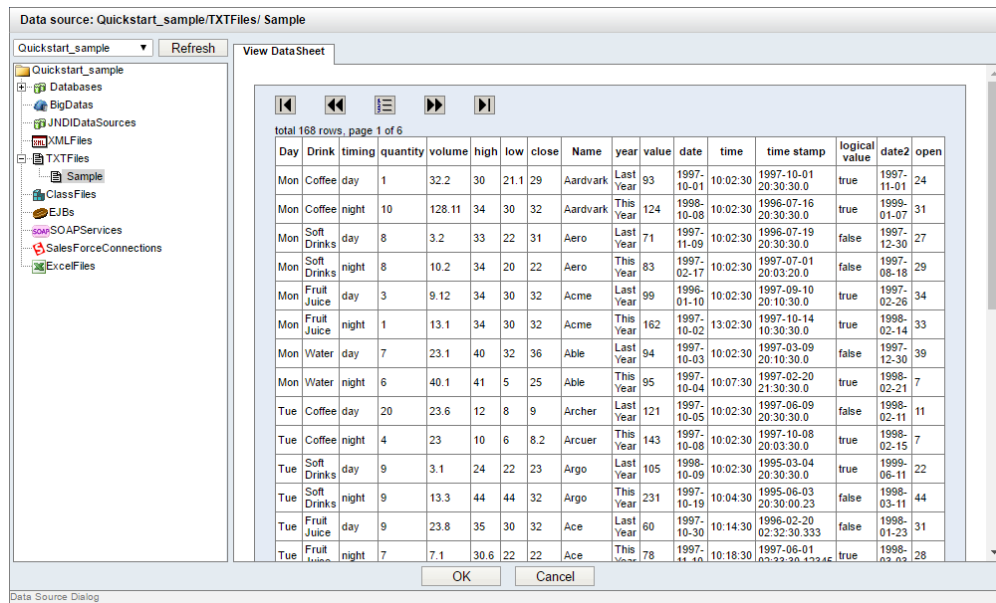 Data source: Quickstart_sample/TXTFiles/ Sample
Quickstart_sample ▼ Refresh
View DataSheet
Quickstart_sample
Databases
BigDatas
JNDIDataSources
XMLFiles
TXTFiles
Sample
ClassFiles
EJBs
SOAPServices
SalesForceConnections
ExcelFiles
total 168 rows, page 1 of 6
Day Drink timing quantity volume high low close Name year value date time time stamp logical value date2 open
Mon Coffee day 1 32.2 30 21.1 29 Aardvark Last Year 93 1997-10-01 10:02:30 1997-10-01 20:30:30.0 true 1997-11-01 24
Mon Coffee night 10 128.11 34 30 32 Aardvark This Year 124 1998-10-08 10:02:30 1996-07-16 20:30:30.0 true 1999-01-07 31
Mon Soft Drinks day 8 3.2 33 22 31 Aero Last Year 71 1997-11-09 10:02:30 1996-07-19 20:30:30.0 false 1997-12-30 27
Mon Soft Drinks night 8 10.2 34 20 22 Aero This Year 83 1997-02-17 10:02:30 1997-07-01 20:03:20.0 false 1997-08-18 29
Mon Fruit Juice day 3 9.12 34 30 32 Acme Last Year 99 1996-01-10 10:02:30 1997-09-10 20:10:30.0 true 1997-02-26 34
Mon Fruit Juice night 1 13.1 34 30 32 Acme This Year 162 1997-10-02 13:02:30 1997-10-14 10:30:30.0 true 1998-02-14 33
Mon Water day 7 23.1 40 32 36 Able Last Year 94 1997-10-03 10:02:30 1997-03-09 20:10:30.0 false 1997-12-30 39
Mon Water night 6 40.1 41 5 25 Able This Year 95 1997-10-04 10:07:30 1997-02-20 21:30:30.0 true 1998-02-21 7
Tue Coffee day 20 23.6 12 8 9 Archer Last Year 121 1997-10-05 10:02:30 1997-06-09 20:30:30.0 false 1998-02-11 11
Tue Coffee night 4 23 10 6 8.2 Arcuer This Year 143 1997-10-08 10:02:30 1997-10-08 20:03:30.0 true 1998-02-15 7
Tue Soft Drinks day 9 3.1 24 22 23 Argo Last Year 105 1998-10-09 10:02:30 1995-03-04 20:30:30.0 true 1999-06-11 22
Tue Soft Drinks night 9 13.3 44 44 32 Argo This Year 231 1997-10-19 10:04:30 1995-06-03 20:30:00.23 false 1998-03-11 44
Tue Fruit Juice day 9 23.8 35 30 32 Ace Last Year 60 1997-10-30 10:14:30 1996-02-20 02:32:30.333 false 1998-01-23 31
Tue Fruit night 7 7.1 30.6 22 22 Ace This 78 1997- 10:18:30 1997-06-01 true 1998- 28
OK Cancel
Data Source Dialog